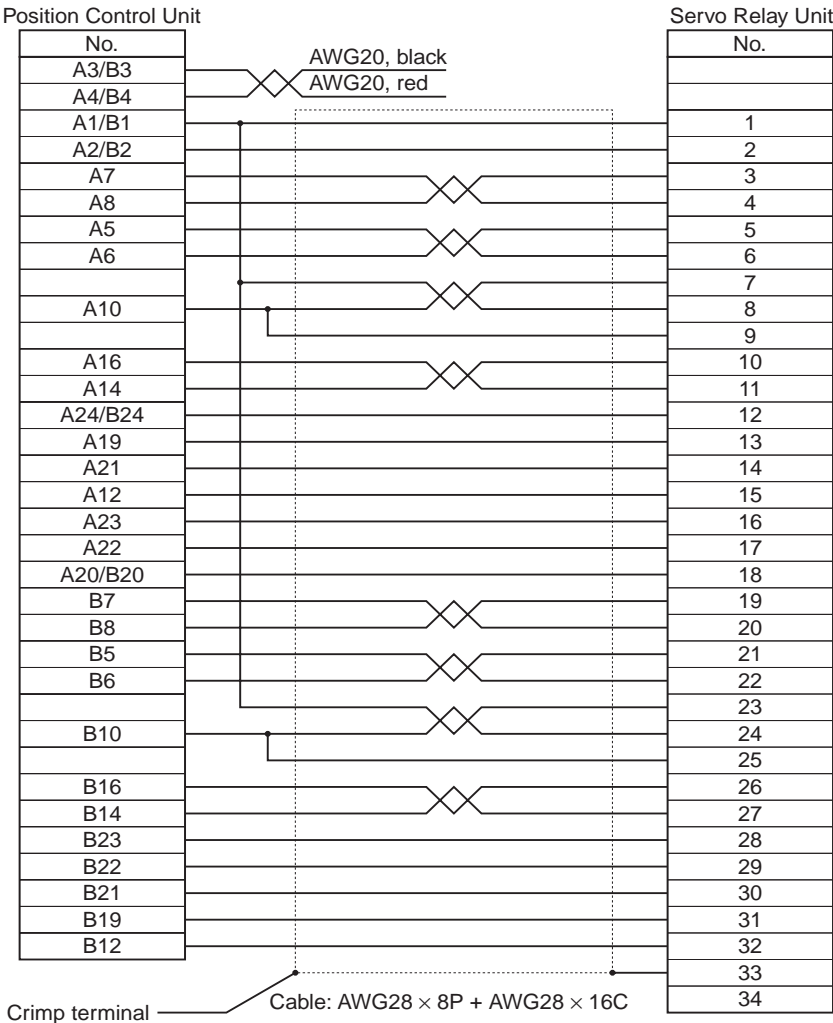 Position Control Unit Servo Relay Unit
No. No.
A3/B3 AWG20, black
A4/B4 AWG20, red
A1/B1 1
A2/B2 2
A7 3
A8 4
A5 5
A6 6
7
A10 8
9
A16 10
A14 11
A24/B24 12
A19 13
A21 14
A12 15
A23 16
A22 17
A20/B20 18
B7 19
B8 20
B5 21
B6 22
23
B10 24
25
B16 26
B14 27
B23 28
B22 29
B21 30
B19 31
B12 32
33
Crimp terminal Cable: AWG28 × 8P + AWG28 × 16C 34